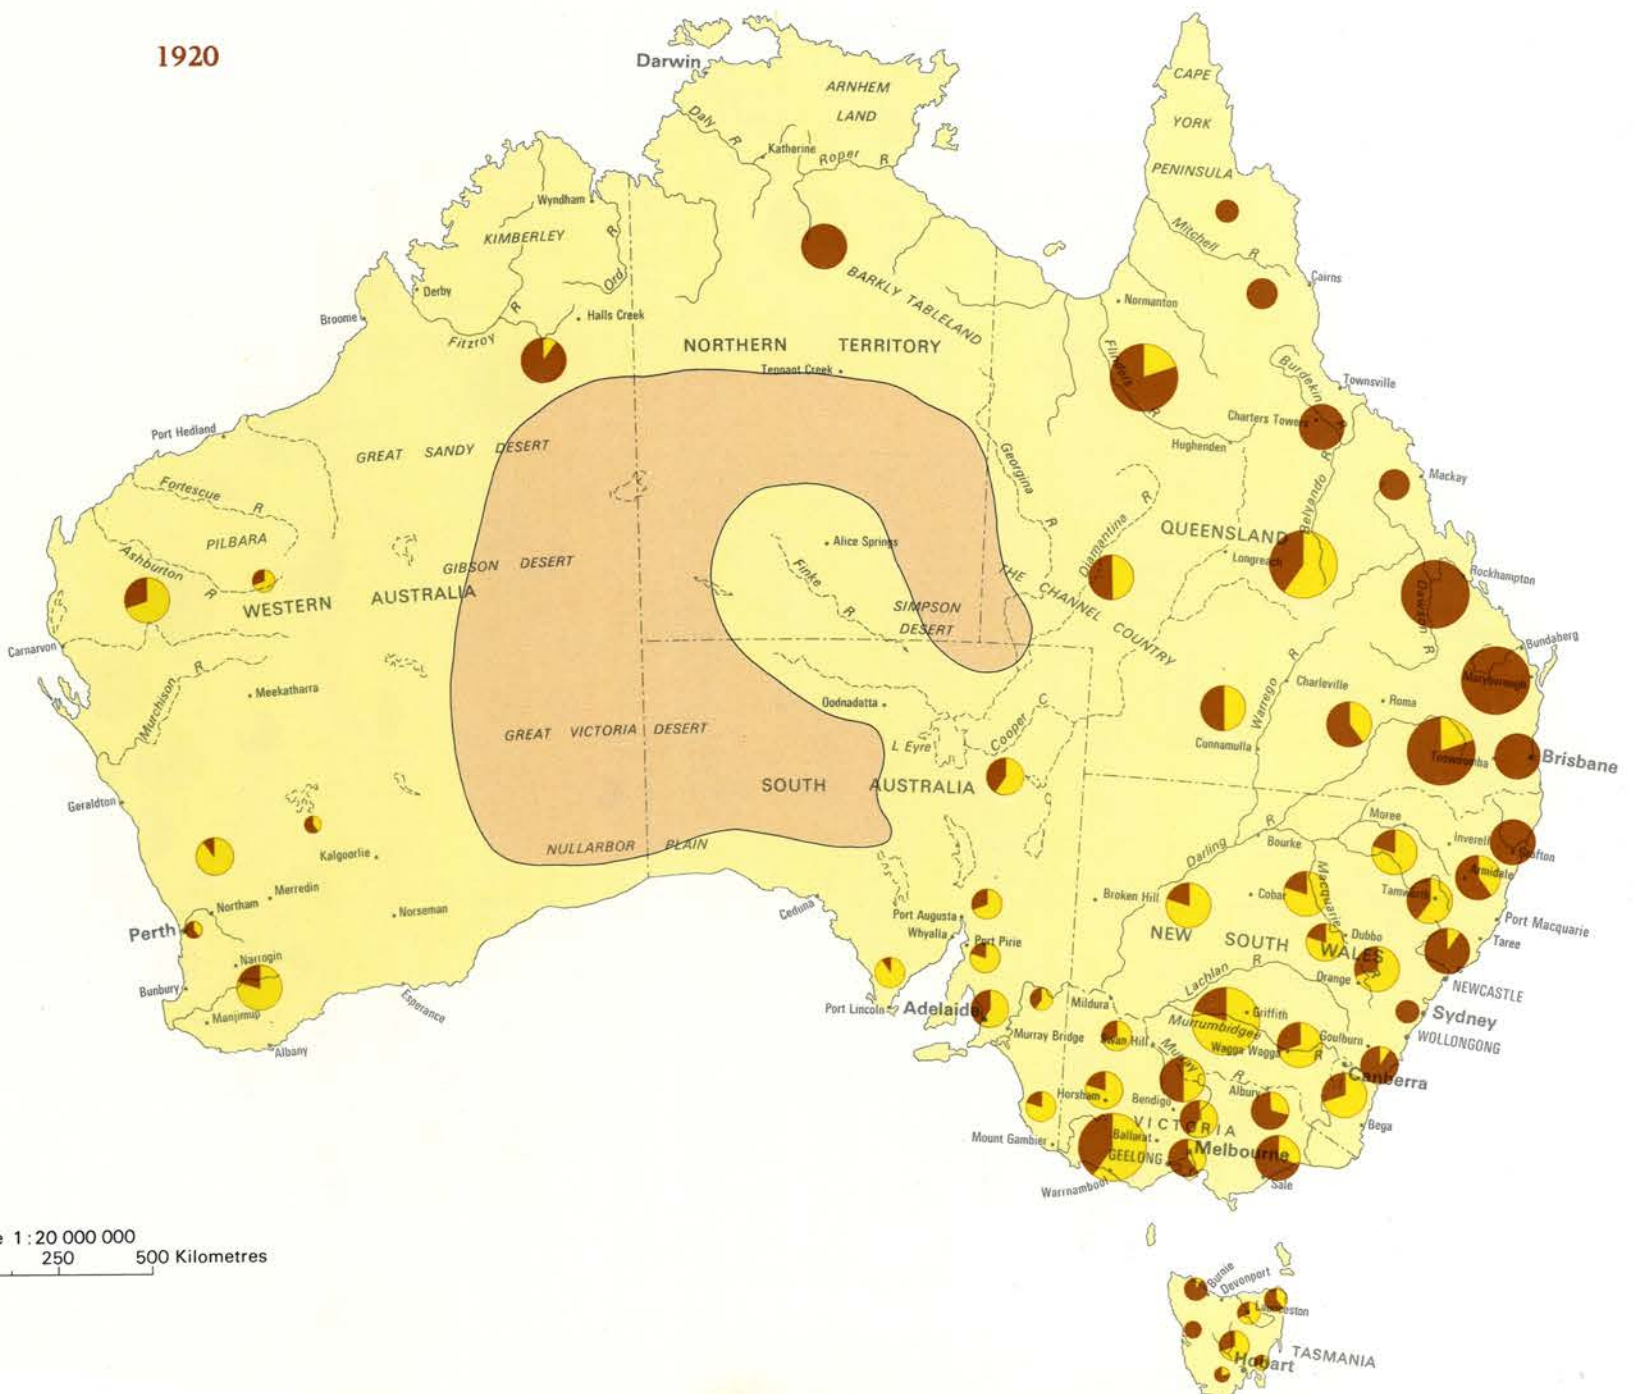 1920
Darwin
ARNHEM
LAND
Daly R
Katherine
Roper R
CAPE
YORK
PENINSULA
Wyndham
KIMBERLEY
Ord R
Mitchell R
Cairns
Derby
Normanton
Broome
Halls Creek
Fitzroy R
BARKLY TABLELAND
NORTHERN TERRITORY
Tennant Creek
Flinders R
Burdekin R
Townsville
Charters Towers
Hughenden
Port Hedland
GREAT SANDY DESERT
Georgina R
Mackay
Fortescue R
PILBARA
Ashburton R
GIBSON DESERT
WESTERN AUSTRALIA
Alice Springs
Finke R
SIMPSON
DESERT
Diamantina R
THE CHANNEL COUNTRY
QUEENSLAND
Belyando R
Longreach
Rockhampton
Dawson R
Carnarvon
Murchison R
Meekatharra
Bundaberg
Maryborough
Oodnadatta
Cooper C
Warrego R
Charleville
Roma
GREAT VICTORIA DESERT
L Eyre
Cunnamulla
Toowoomba
Brisbane
SOUTH AUSTRALIA
Geraldton
Kalgoorlie
NULLARBOR PLAIN
Moree
Inverell
Grafton
Darling R
Bourke
Northam
Merredin
Norseman
Perth
Ceduna
Port Augusta
Whyalla
Port Pirie
Broken Hill
Cobar
Macquarie R
Tamworth
Armidale
Port Macquarie
Taree
NEW SOUTH WALES
Dubbo
Orange
NEWCASTLE
Narrogin
Bunbury
Manjimup
Esperance
Albany
Port Lincoln
Adelaide
Mildura
Lachlan R
Griffith
Sydney
Murray Bridge
Swan Hill
Murrumbidgee R
Wagga Wagga
Goulburn
WOLLONGONG
Canberra
Murray R
Horsham
Bendigo
Albury
VICTORIA
Bega
Mount Gambier
Ballarat
GEELONG
Melbourne
Warrnambool
Sale
1:20 000 000
250 500 Kilometres
Burnie
Devonport
Launceston
Hobart
TASMANIA